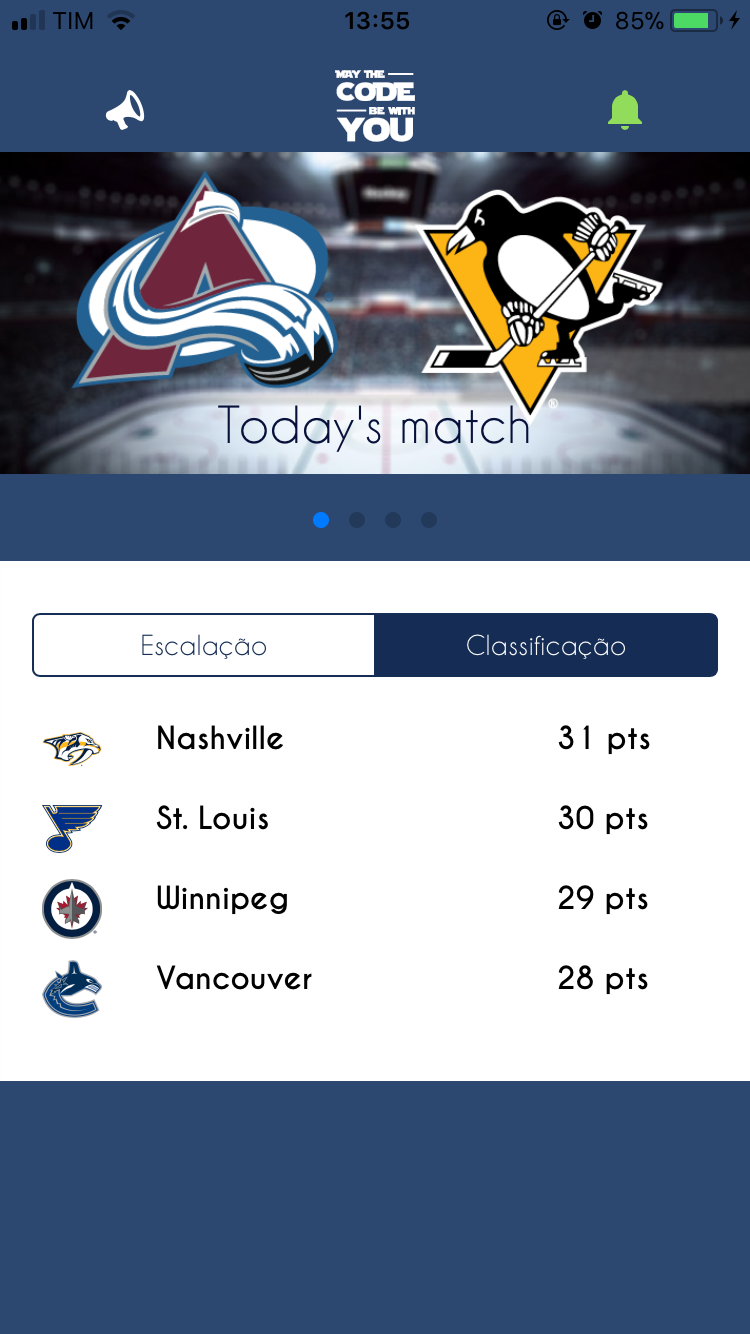 TIM 13:55 85%
MAY THE
CODE
BE WITH
YOU
Today's match
®
Escalação Classificação
Nashville 31 pts
St. Louis 30 pts
Winnipeg 29 pts
Vancouver 28 pts